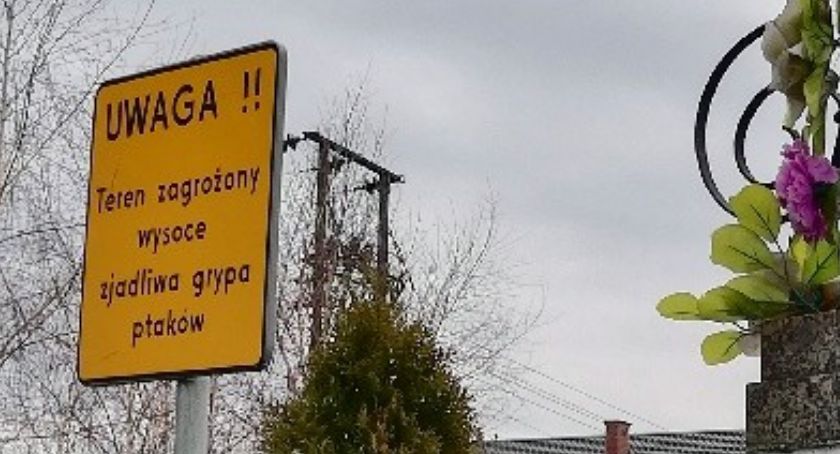 UWAGA !!
Teren zagrożony
wysoce
zjadliwa grypa
ptaków